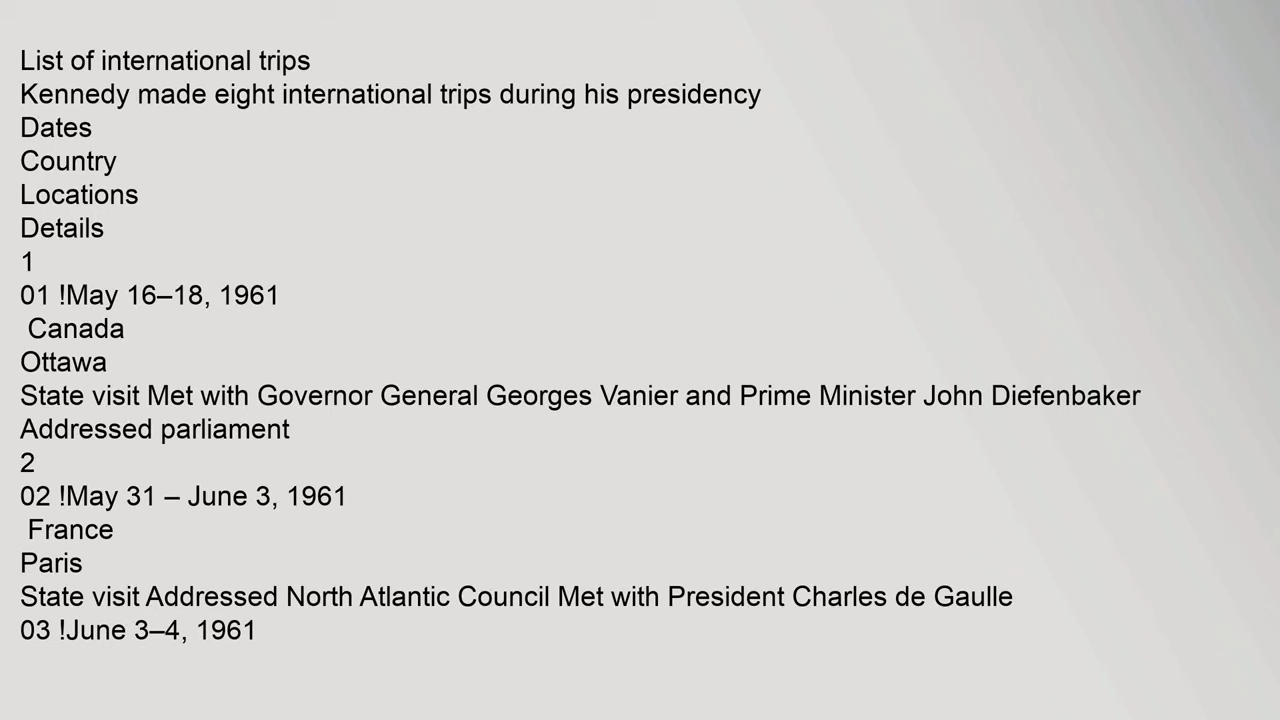 List of international trips
Kennedy made eight international trips during his presidency
Dates
Country
Locations
Details
1
01 !May 16–18, 1961
Canada
Ottawa
State visit Met with Governor General Georges Vanier and Prime Minister John Diefenbaker
Addressed parliament
2
02 !May 31 – June 3, 1961
France
Paris
State visit Addressed North Atlantic Council Met with President Charles de Gaulle
03 !June 3–4, 1961